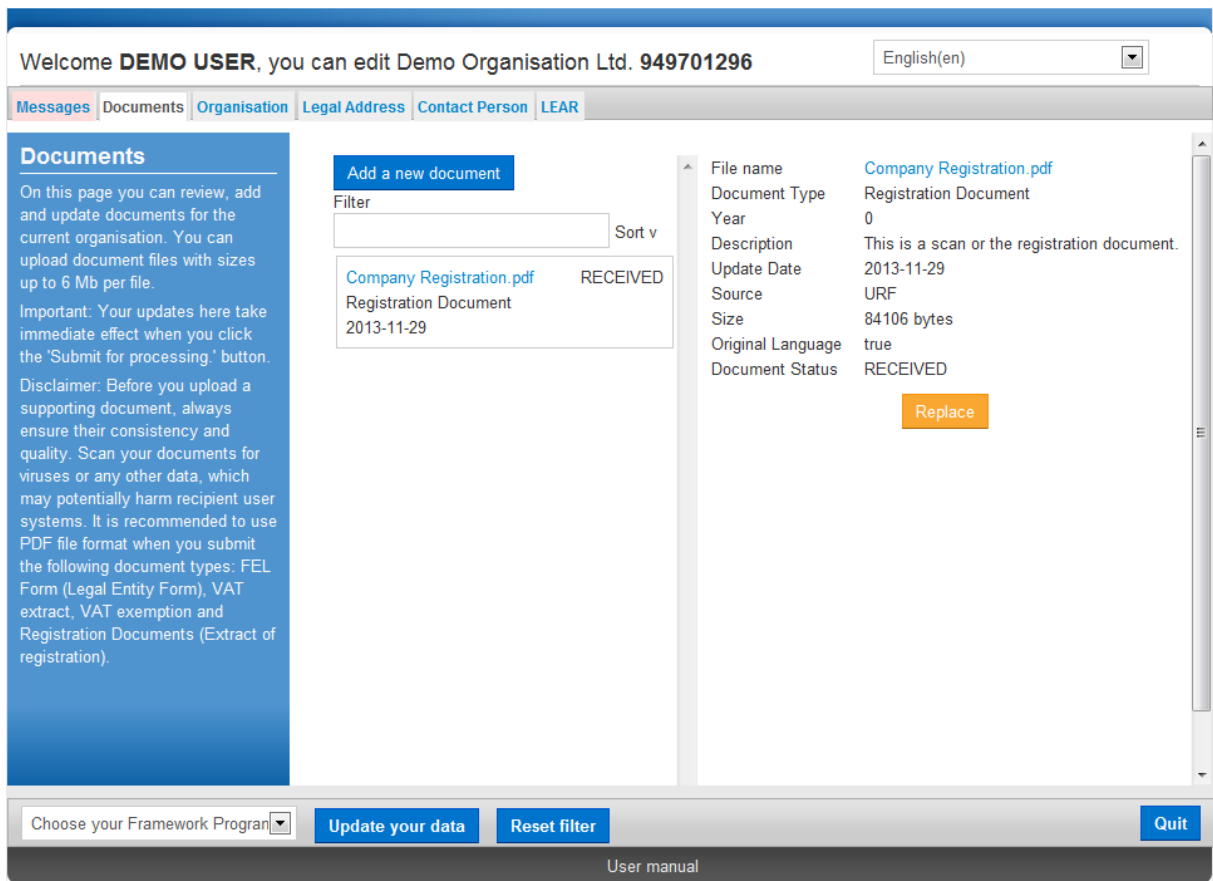 Welcome DEMO USER, you can edit Demo Organisation Ltd. 949701296
English(en)
Messages Documents Organisation Legal Address Contact Person LEAR
Documents
On this page you can review, add
and update documents for the
current organisation. You can
upload document files with sizes
up to 6 Mb per file.
Important: Your updates here take
immediate effect when you click
the 'Submit for processing.' button.
Disclaimer: Before you upload a
supporting document, always
ensure their consistency and
quality. Scan your documents for
viruses or any other data, which
may potentially harm recipient user
systems. It is recommended to use
PDF file format when you submit
the following document types: FEL
Form (Legal Entity Form), VAT
extract, VAT exemption and
Registration Documents (Extract of
registration).
Add a new document
Filter
Sort v
Company Registration.pdf RECEIVED
Registration Document
2013-11-29
File name Company Registration.pdf
Document Type Registration Document
Year 0
Description This is a scan or the registration document.
Update Date 2013-11-29
Source URF
Size 84106 bytes
Original Language true
Document Status RECEIVED
Replace
Choose your Framework Progran
Update your data
Reset filter
Quit
User manual